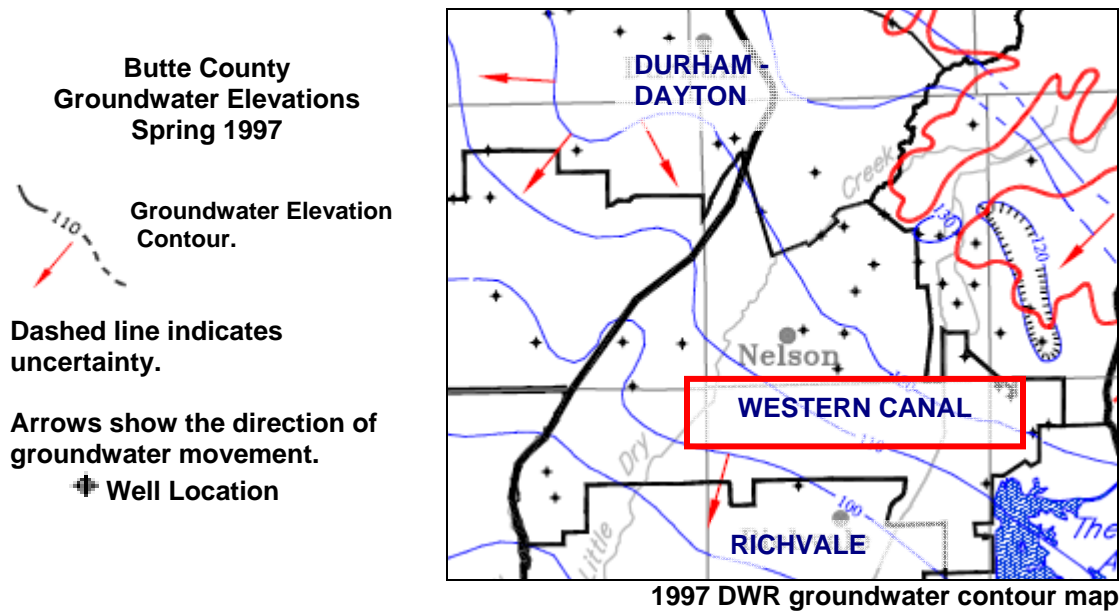 Butte County
Groundwater Elevations
Spring 1997
110
Groundwater Elevation
Contour.
Dashed line indicates
uncertainty.
Arrows show the direction of
groundwater movement.
Well Location
DURHAM -
DAYTON
Creek
130
120
Nelson
120
WESTERN CANAL
110
Dry
100
Little
RICHVALE
The
A
1997 DWR groundwater contour map